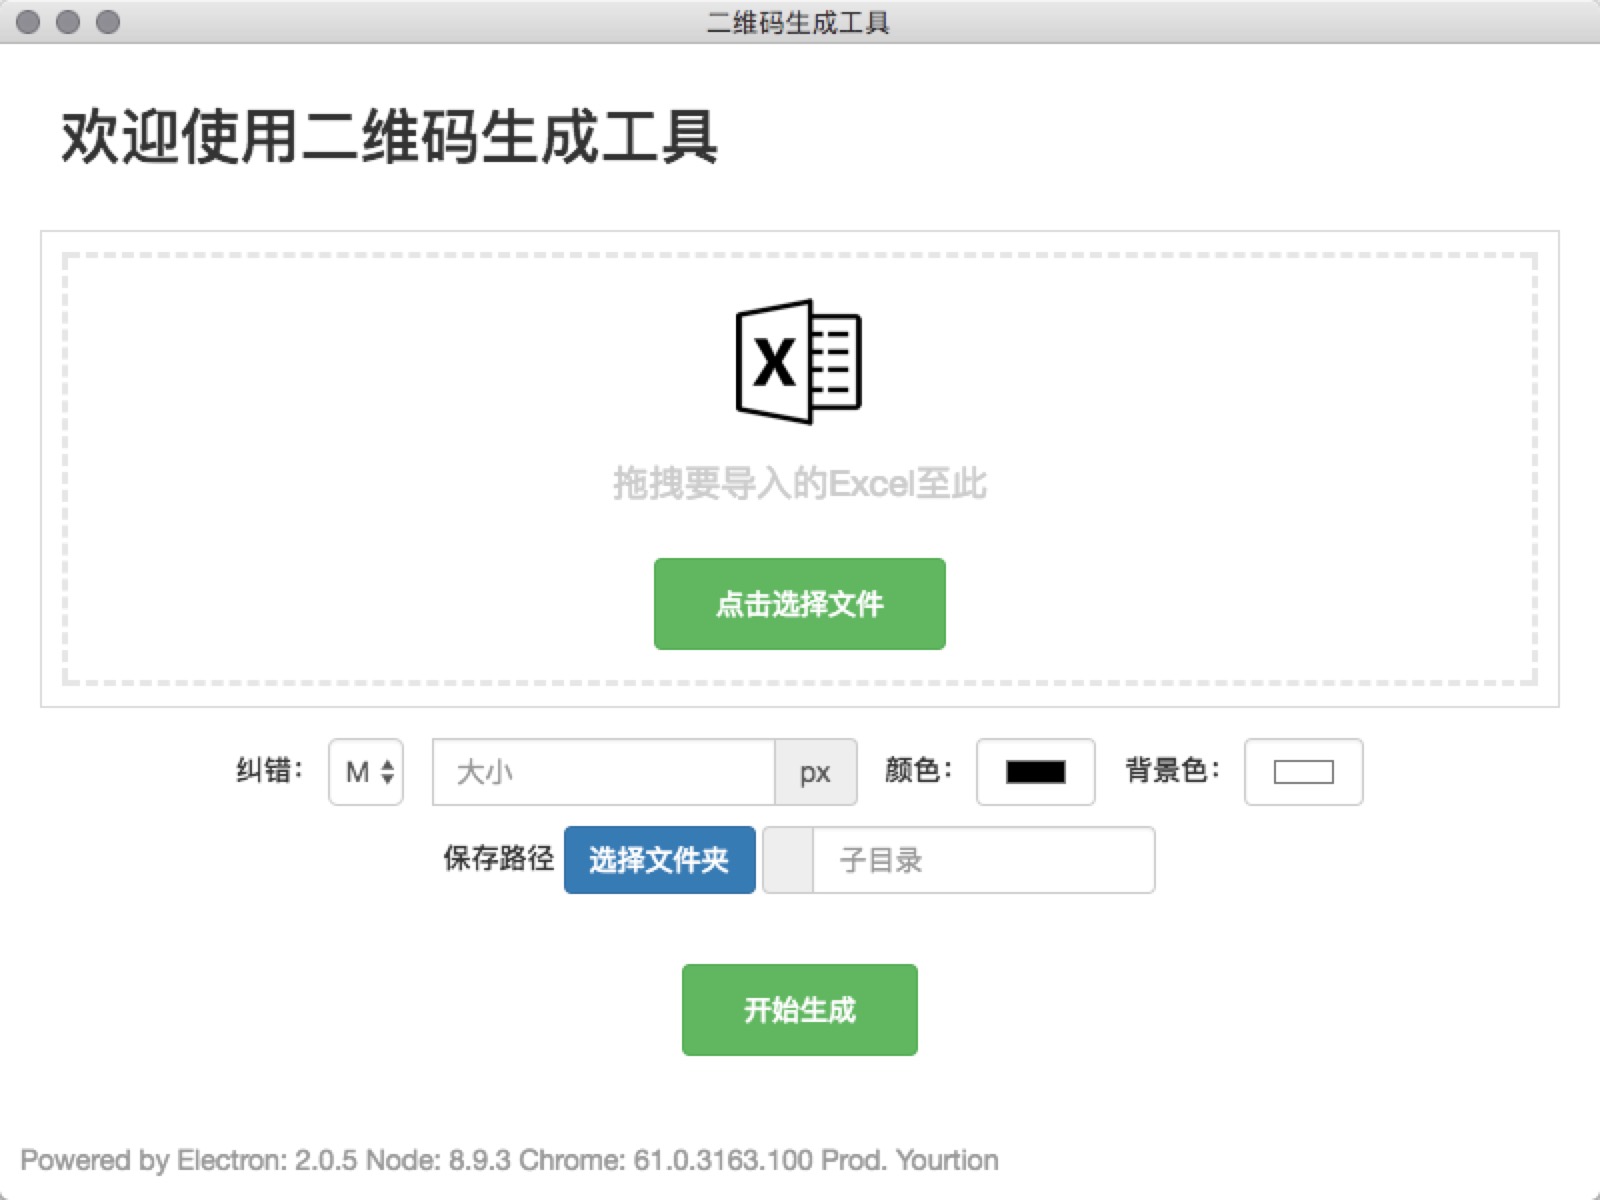 二维码生成工具
欢迎使用二维码生成工具
X
拖拽要导入的Excel至此
点击选择文件
纠错： M 大小 px 颜色： 背景色：
保存路径 选择文件夹 子目录
开始生成
Powered by Electron: 2.0.5 Node: 8.9.3 Chrome: 61.0.3163.100 Prod. Yourtion